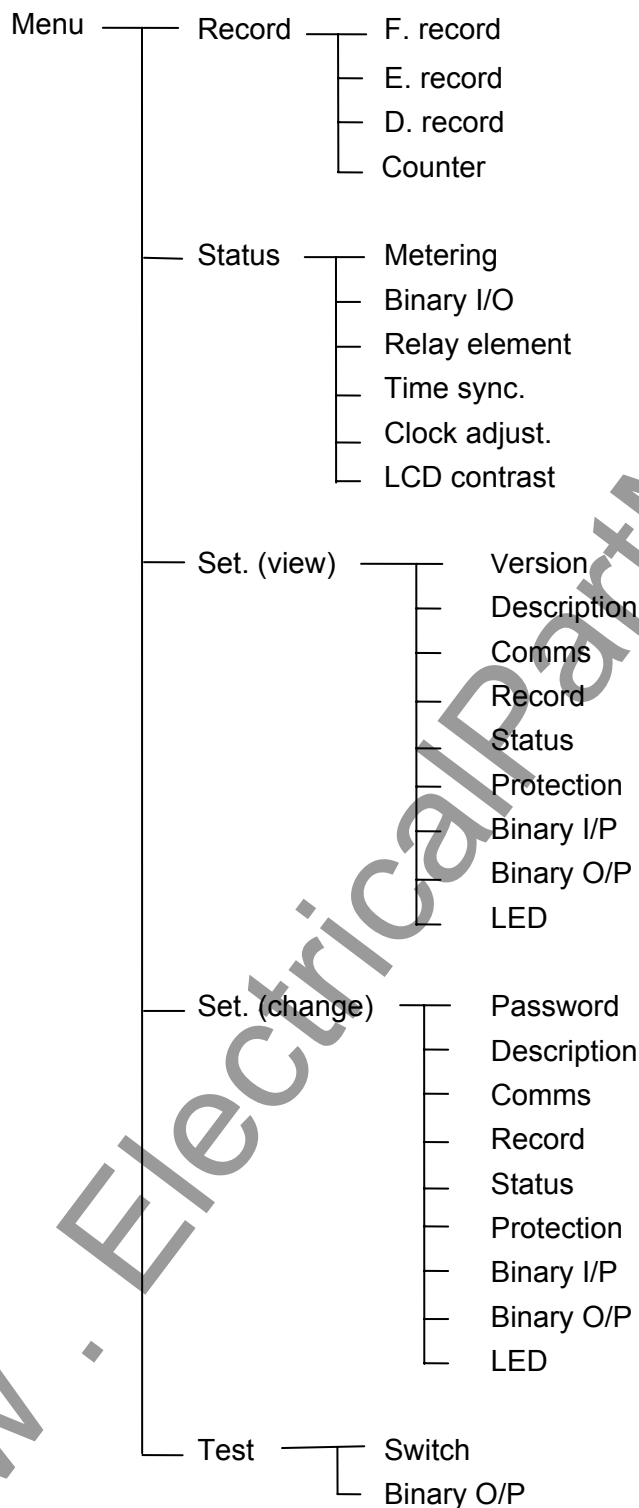 Menu Record F. record
E. record
D. record
Counter
Status Metering
Binary I/O
Relay element
Time sync.
Clock adjust.
LCD contrast
Set. (view) Version
Description
Comms
Record
Status
Protection
Binary I/P
Binary O/P
LED
Set. (change) Password
Description
Comms
Record
Status
Protection
Binary I/P
Binary O/P
LED
Test Switch
Binary O/P
w . ElectricalPart